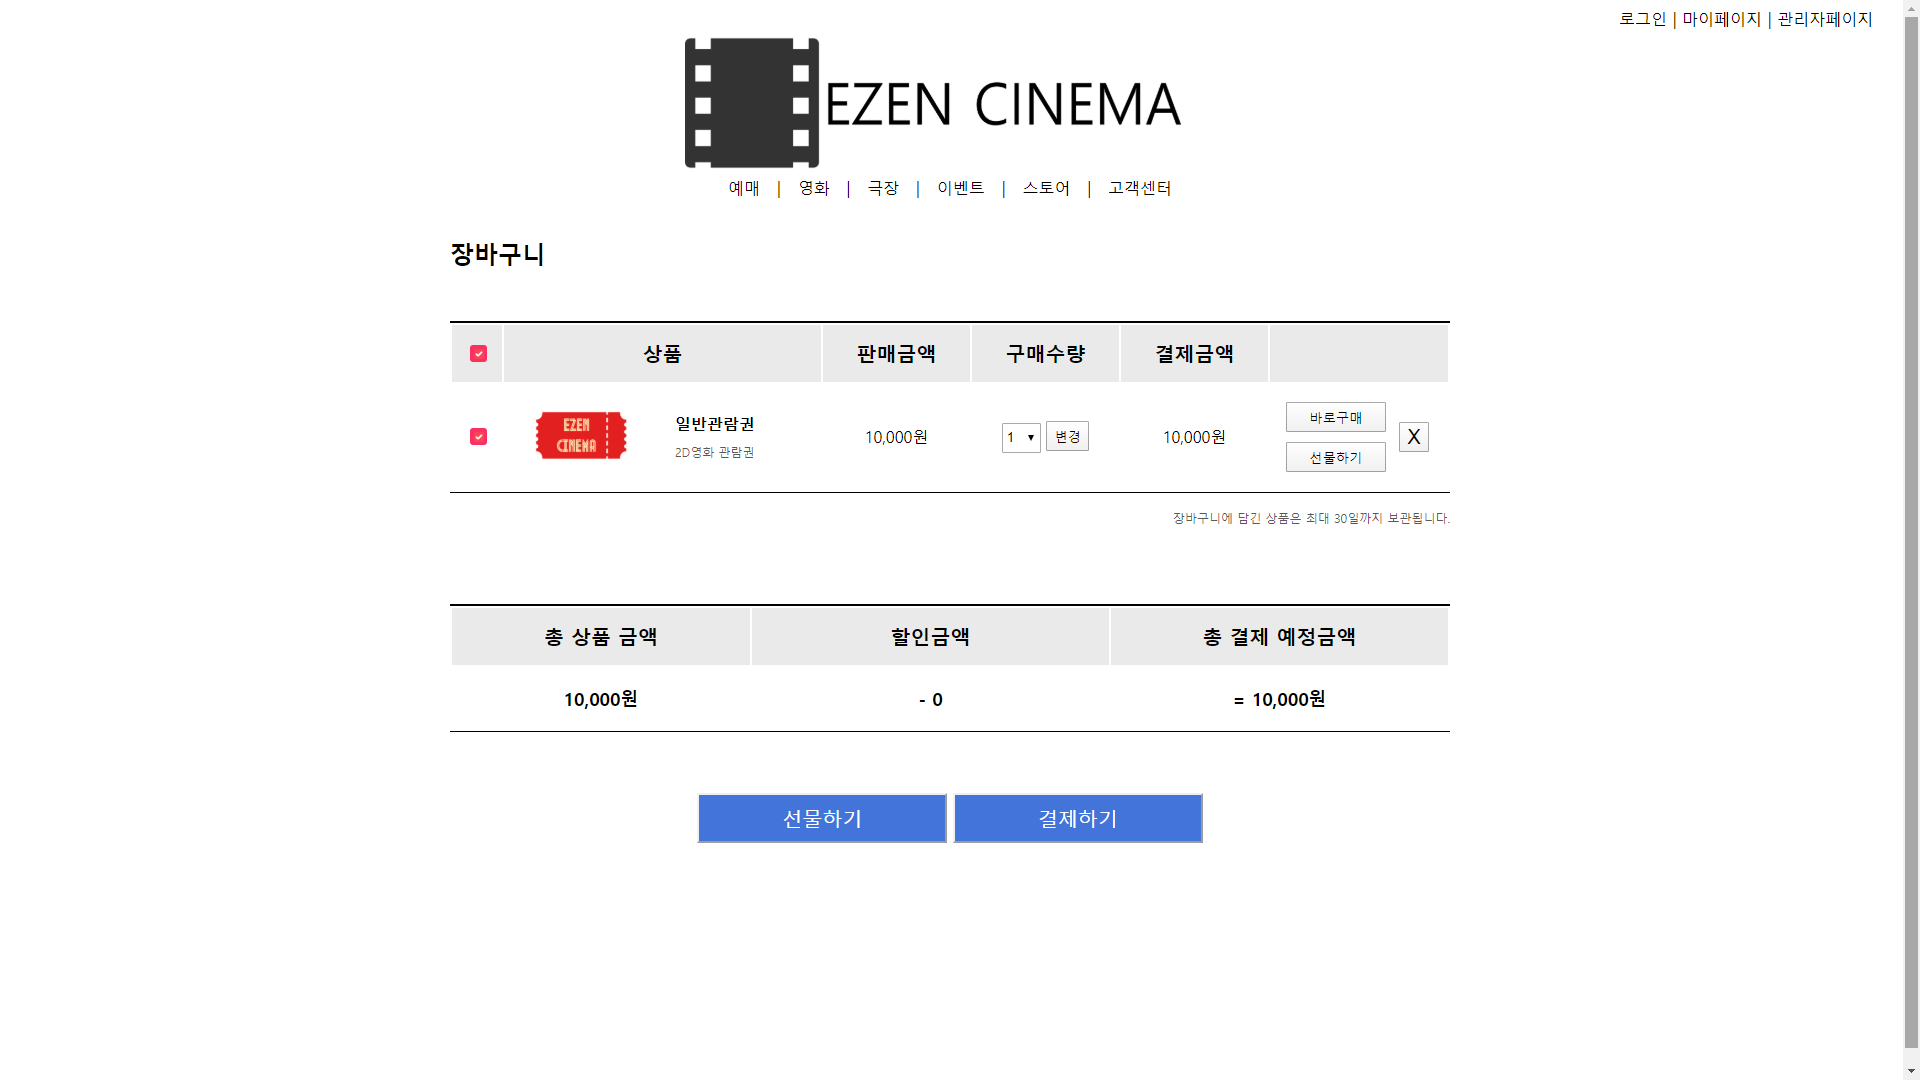 로그인 | 마이페이지 | 관리자페이지
EZEN CINEMA
예매 | 영화 | 극장 | 이벤트 | 스토어 | 고객센터
장바구니
상품 판매금액 구매수량 결제금액
EZEN
CINEMA
일반관람권
2D영화 관람권
10,000원
1 변경
10,000원
바로구매
선물하기
X
장바구니에 담긴 상품은 최대 30일까지 보관됩니다.
총 상품 금액 할인금액 총 결제 예정금액
10,000원 - 0 = 10,000원
선물하기 결제하기